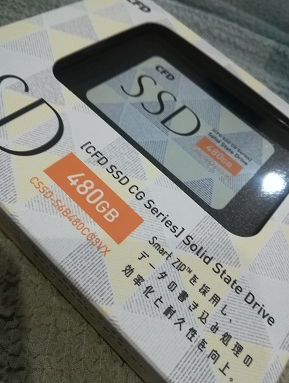 CFD
CFD
SSD
480GB
SSD
[CFD SSD CG Series] Solid State Drive
480GB
CSSD-S6B480CG3VX
Smart ZIP™を採用し、
データの書き込み処理の
効率化と耐久性を向上。